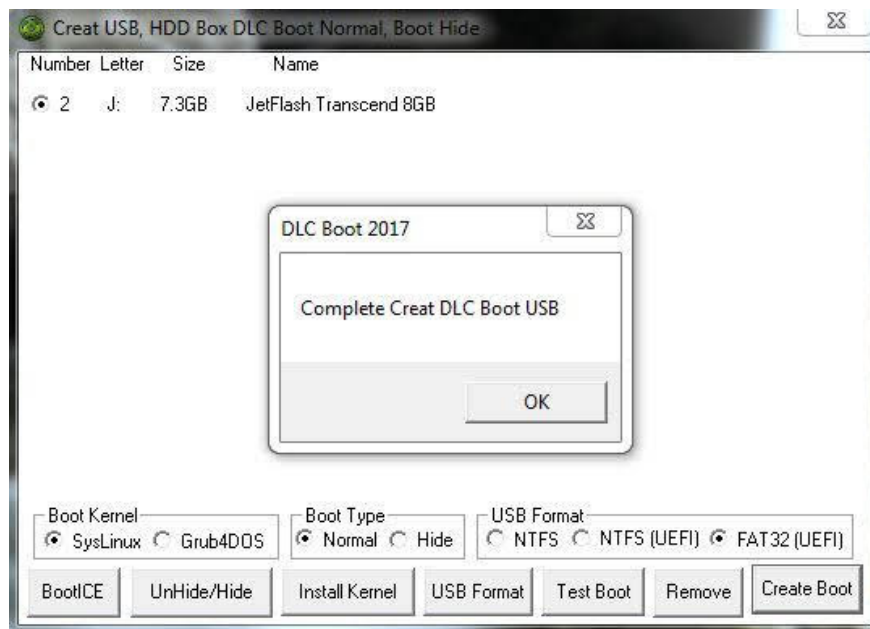 Creat USB, HDD Box DLC Boot Normal, Boot Hide
Number Letter Size Name
2 J: 7.3GB JetFlash Transcend 8GB
DLC Boot 2017
Complete Creat DLC Boot USB
OK
Boot Kernel Boot Type USB Format
SysLinux Grub4DOS Normal Hide NTFS NTFS (UEFI) FAT32 (UEFI)
BootICE UnHide/Hide Install Kernel USB Format Test Boot Remove Create Boot